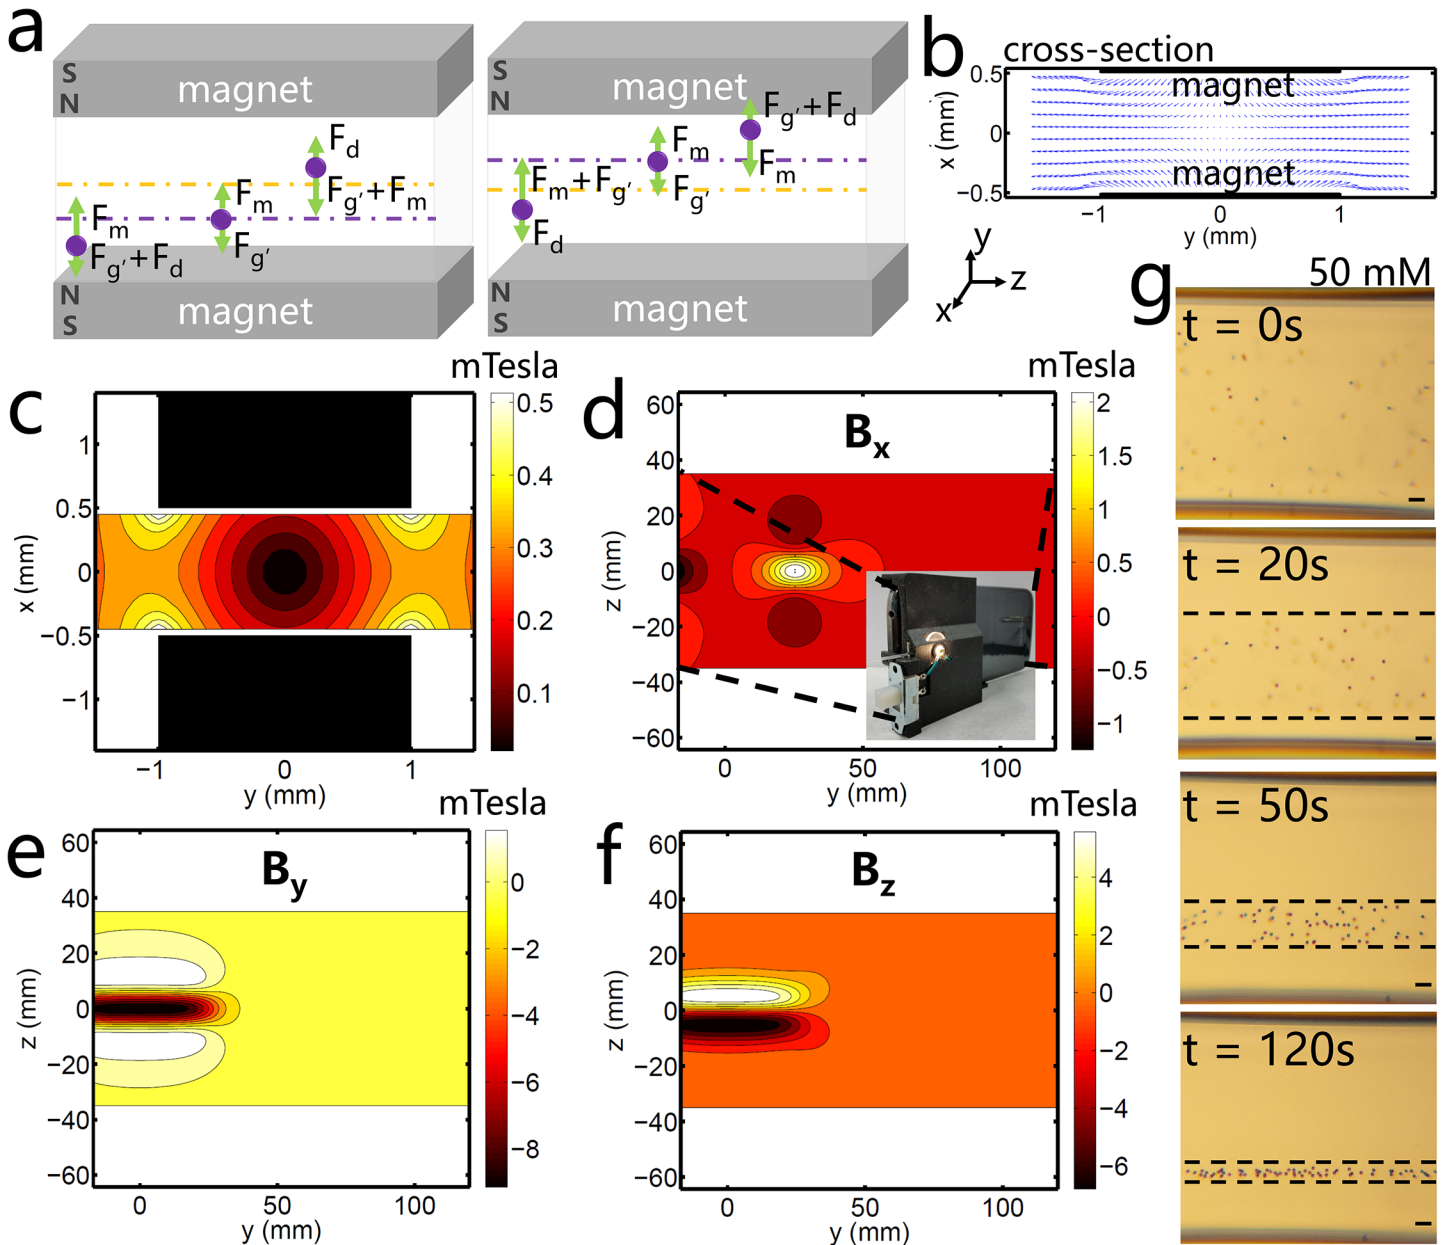 a
S
N
magnet
F_d
F_m
F_g'+F_m
F_m
F_g'+F_d
F_g'
N
S
magnet
S
N
magnet
F_g'+F_d
F_m
F_m
F_m+F_g'
F_g'
F_d
N
S
magnet
b
cross-section
x (mm)
0.5
0
−0.5
magnet
magnet
−1
0
1
y (mm)
y
z
x
c
mTesla
x (mm)
1
0.5
0
−0.5
−1
−1
0
1
y (mm)
0.5
0.4
0.3
0.2
0.1
d
mTesla
B_x
z (mm)
60
40
20
0
−20
−40
−60
0
50
100
y (mm)
2
1.5
1
0.5
0
−0.5
−1
e
mTesla
B_y
z (mm)
60
40
20
0
−20
−40
−60
0
50
100
y (mm)
0
−2
−4
−6
−8
f
mTesla
B_z
z (mm)
60
40
20
0
−20
−40
−60
0
50
100
y (mm)
4
2
0
−2
−4
−6
g
50 mM
t = 0s
t = 20s
t = 50s
t = 120s